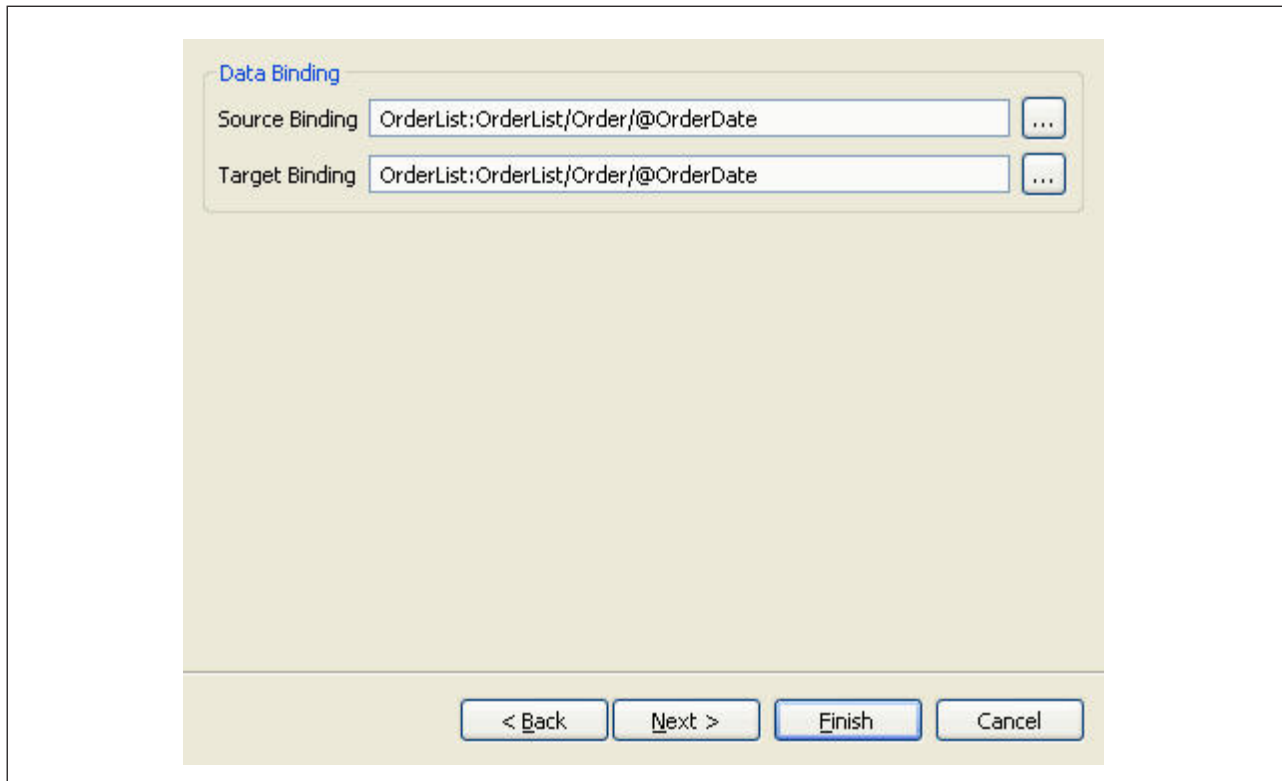 Data Binding
Source Binding OrderList:OrderList/Order/@OrderDate ...
Target Binding OrderList:OrderList/Order/@OrderDate ...
< Back Next > Finish Cancel